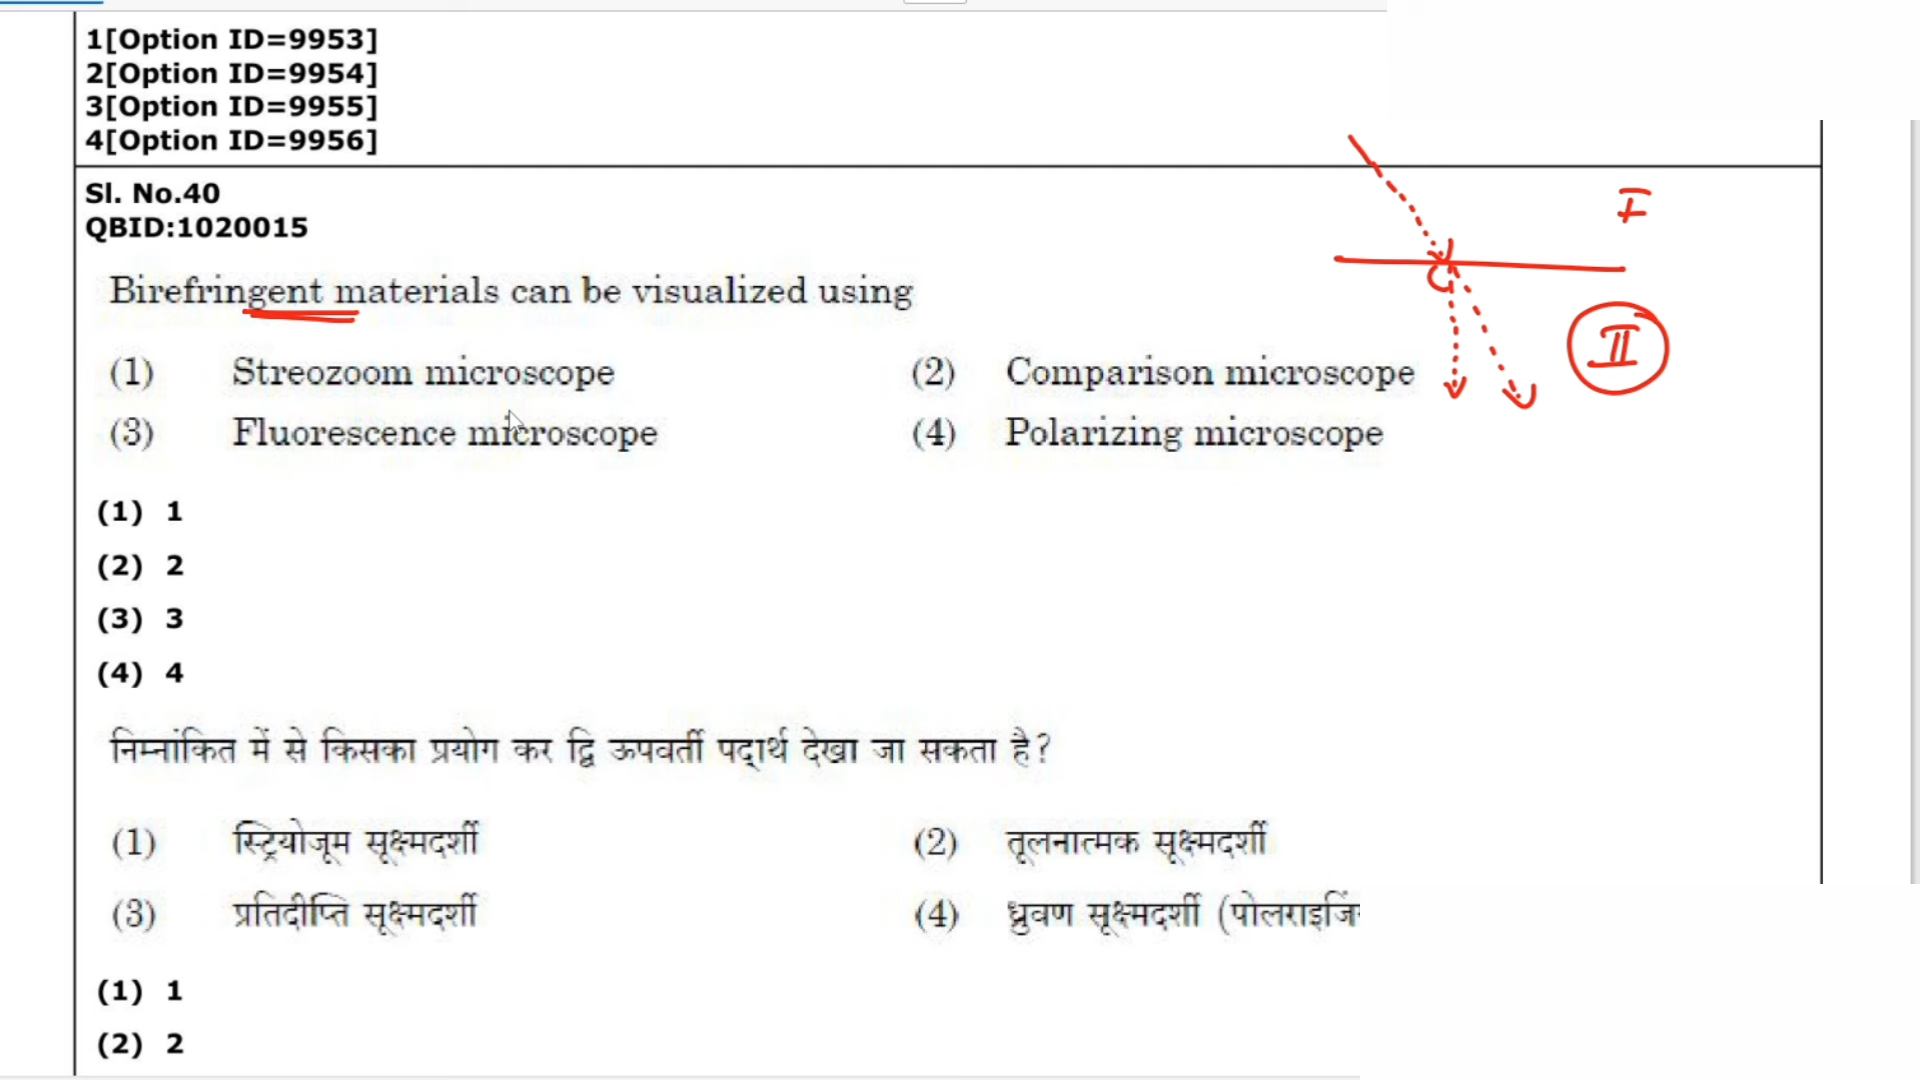 1[Option ID=9953]
2[Option ID=9954]
3[Option ID=9955]
4[Option ID=9956]
Sl. No.40
QBID:1020015
I
Birefringent materials can be visualized using
II
(1) Streozoom microscope (2) Comparison microscope
(3) Fluorescence microscope (4) Polarizing microscope
(1) 1
(2) 2
(3) 3
(4) 4
निम्नांकित में से किसका प्रयोग कर द्वि ऊपवर्ती पद्ार्थ देखा जा सकता है?
(1) स्ट्रियोजूम सूक्ष्मदर्शी (2) तूलनात्मक सूक्ष्मदर्शी
(3) प्रतिदीप्ति सूक्ष्मदर्शी (4) ध्रुवण सूक्ष्मदर्शी
(1) 1
(2) 2